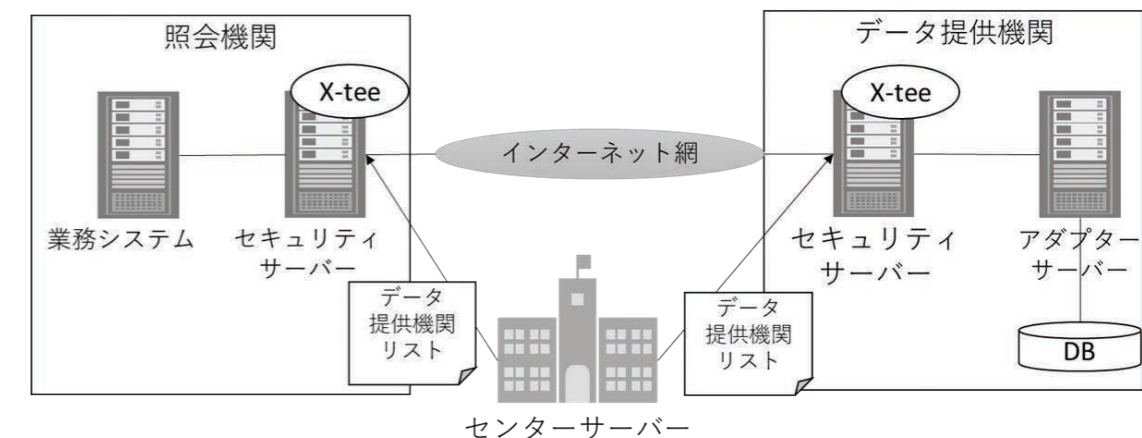 照会機関
データ提供機関
X-tee
X-tee
インターネット網
業務システム
セキュリティ
サーバー
セキュリティ
サーバー
アダプター
サーバー
データ
提供機関
リスト
データ
提供機関
リスト
DB
センターサーバー